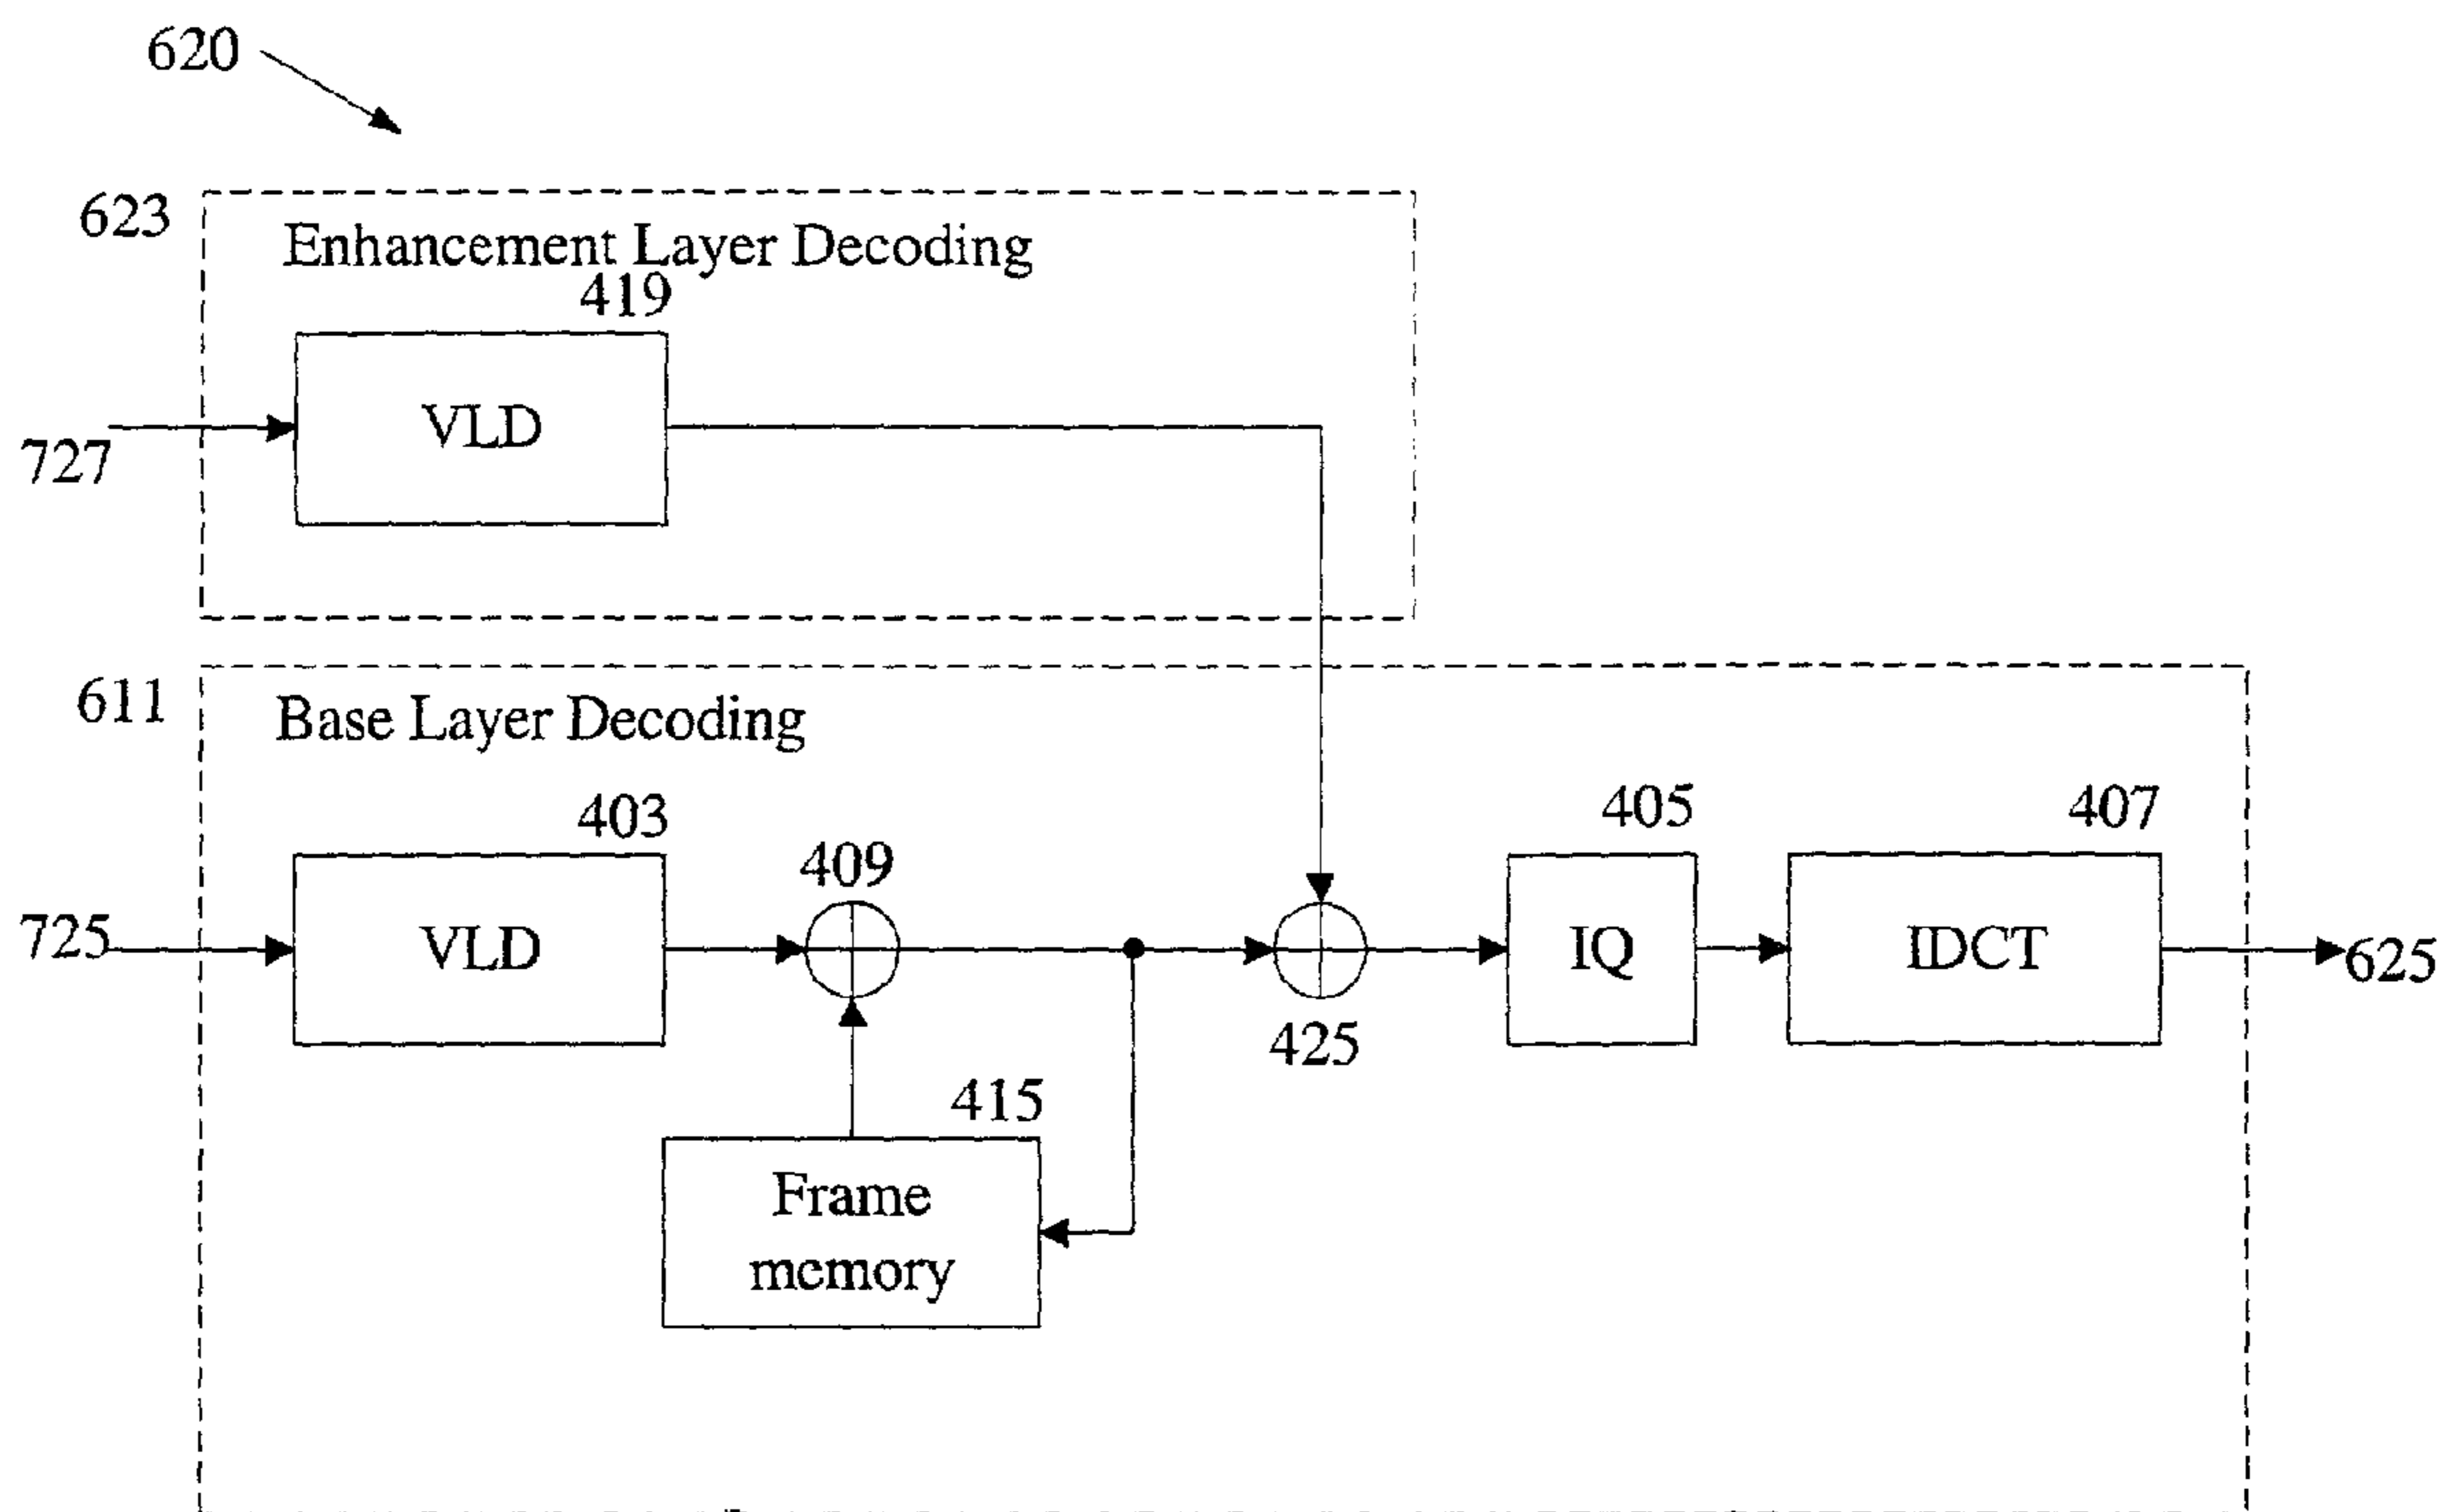 620
623
Enhancement Layer Decoding
419
VLD
727
611
Base Layer Decoding
403
409
405
407
725
VLD
IQ
IDCT
625
425
415
Frame
memory